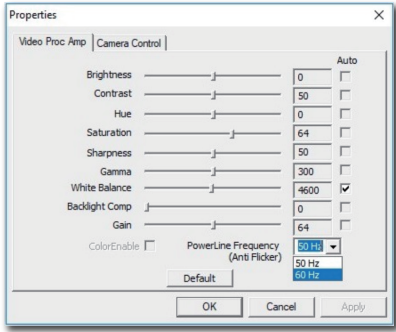 Properties
Video Proc Amp Camera Control
Auto
Brightness 0
Contrast 50
Hue 0
Saturation 64
Sharpness 50
Gamma 300
White Balance 4600
Backlight Comp 0
Gain 64
ColorEnable PowerLine Frequency 50 Hz
(Anti Flicker)
50 Hz
60 Hz
Default
OK Cancel Apply